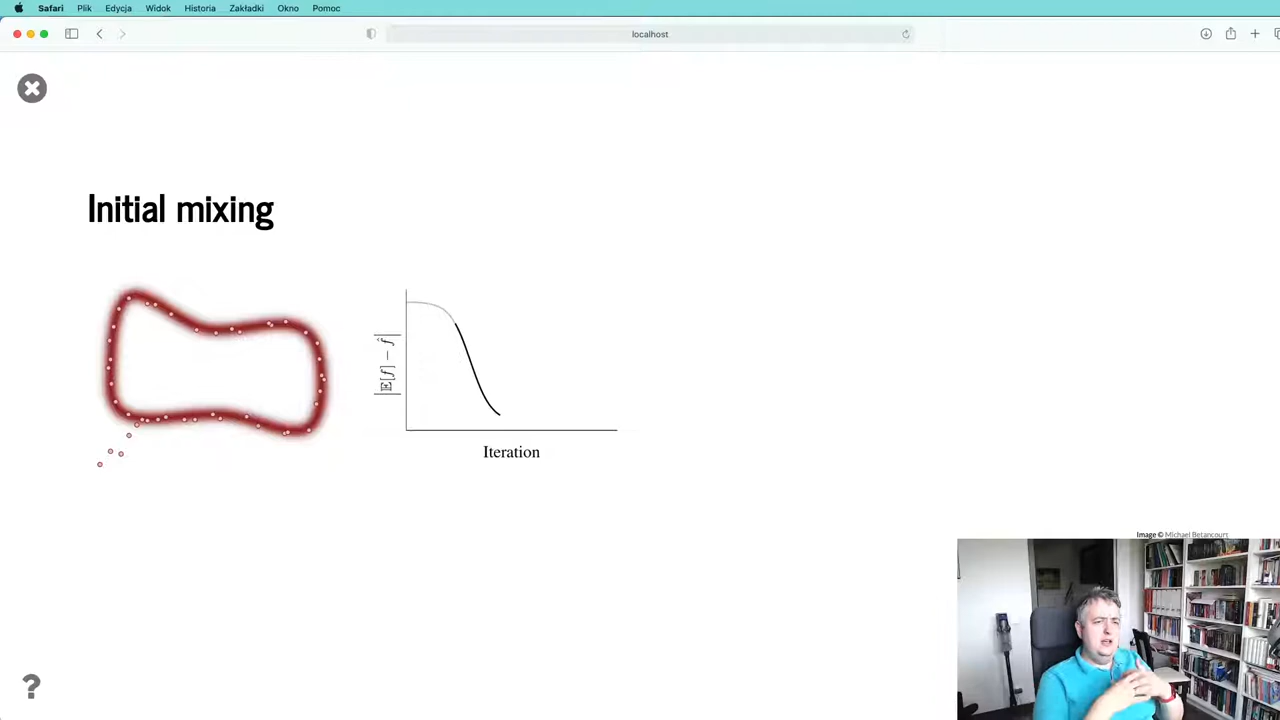 Safari Plik Edycja Widok Historia Zakładki Okno Pomoc
localhost
Initial mixing
|𝔼[f] − f̂|
Iteration
Image © Michael Betancourt
?